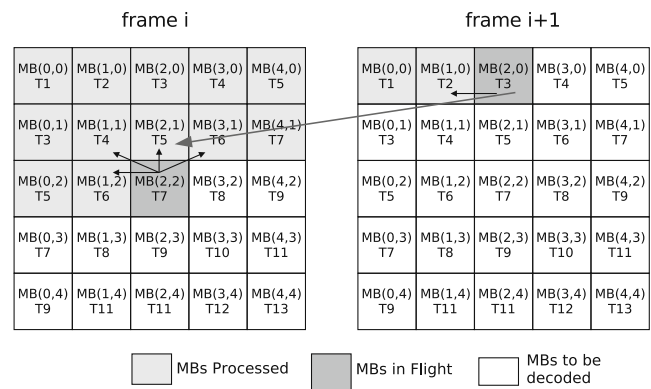 frame i
MB(0,0) MB(1,0) MB(2,0) MB(3,0) MB(4,0)
T1 T2 T3 T4 T5
MB(0,1) MB(1,1) MB(2,1) MB(3,1) MB(4,1)
T3 T4 T5 T6 T7
MB(0,2) MB(1,2) MB(2,2) MB(3,2) MB(4,2)
T5 T6 T7 T8 T9
MB(0,3) MB(1,3) MB(2,3) MB(3,3) MB(4,3)
T7 T8 T9 T10 T11
MB(0,4) MB(1,4) MB(2,4) MB(3,4) MB(4,4)
T9 T11 T11 T12 T13
frame i+1
MB(0,0) MB(1,0) MB(2,0) MB(3,0) MB(4,0)
T1 T2 T3 T4 T5
MB(0,1) MB(1,1) MB(2,1) MB(3,1) MB(4,1)
T3 T4 T5 T6 T7
MB(0,2) MB(1,2) MB(2,2) MB(3,2) MB(4,2)
T5 T6 T7 T8 T9
MB(0,3) MB(1,3) MB(2,3) MB(3,3) MB(4,3)
T7 T8 T9 T10 T11
MB(0,4) MB(1,4) MB(2,4) MB(3,4) MB(4,4)
T9 T11 T11 T12 T13
MBs Processed
MBs in Flight
MBs to be
decoded